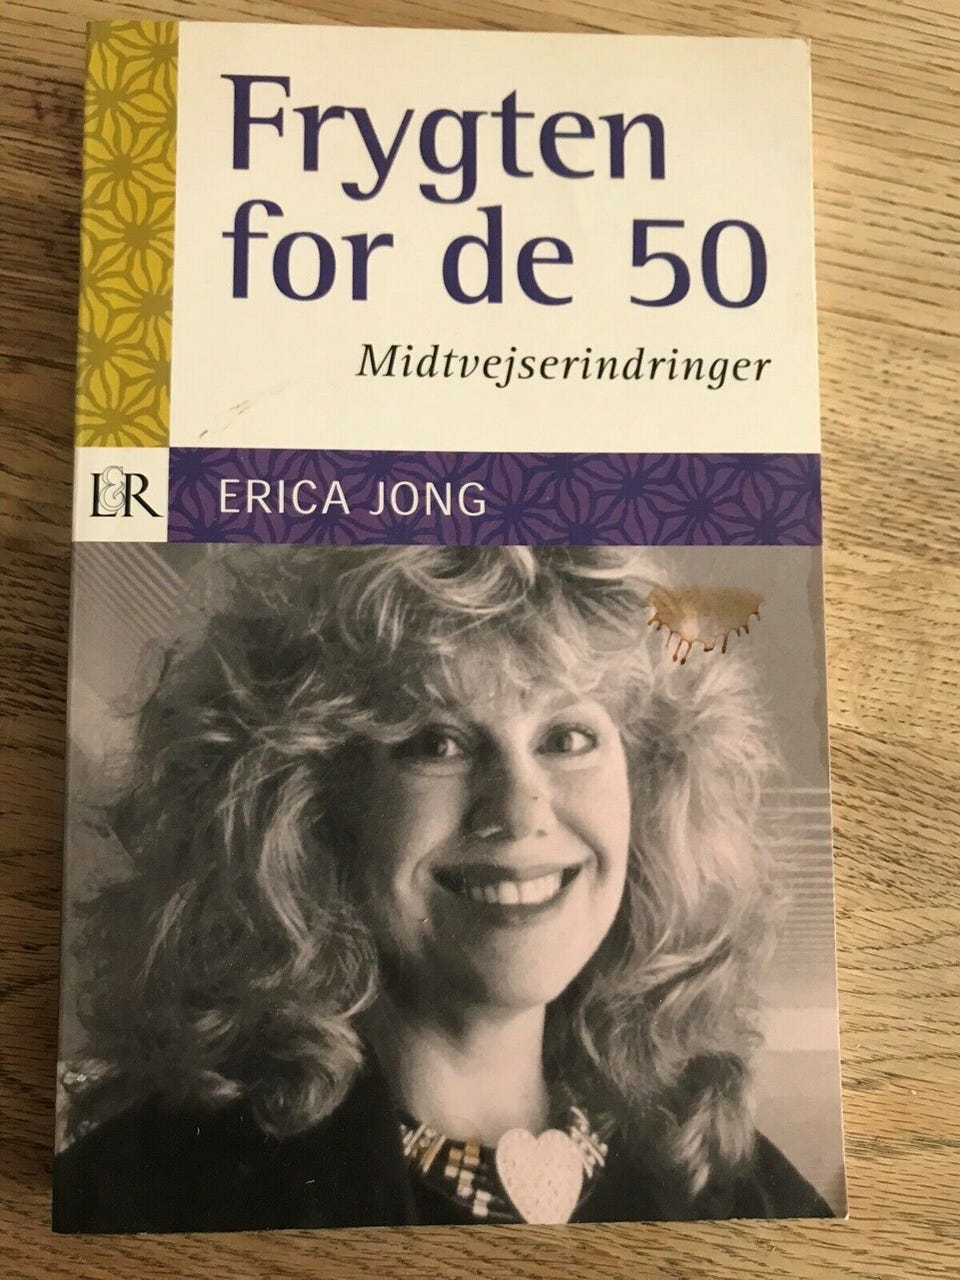 Frygten
for de 50
Midtvejserindringer
L&R
ERICA JONG